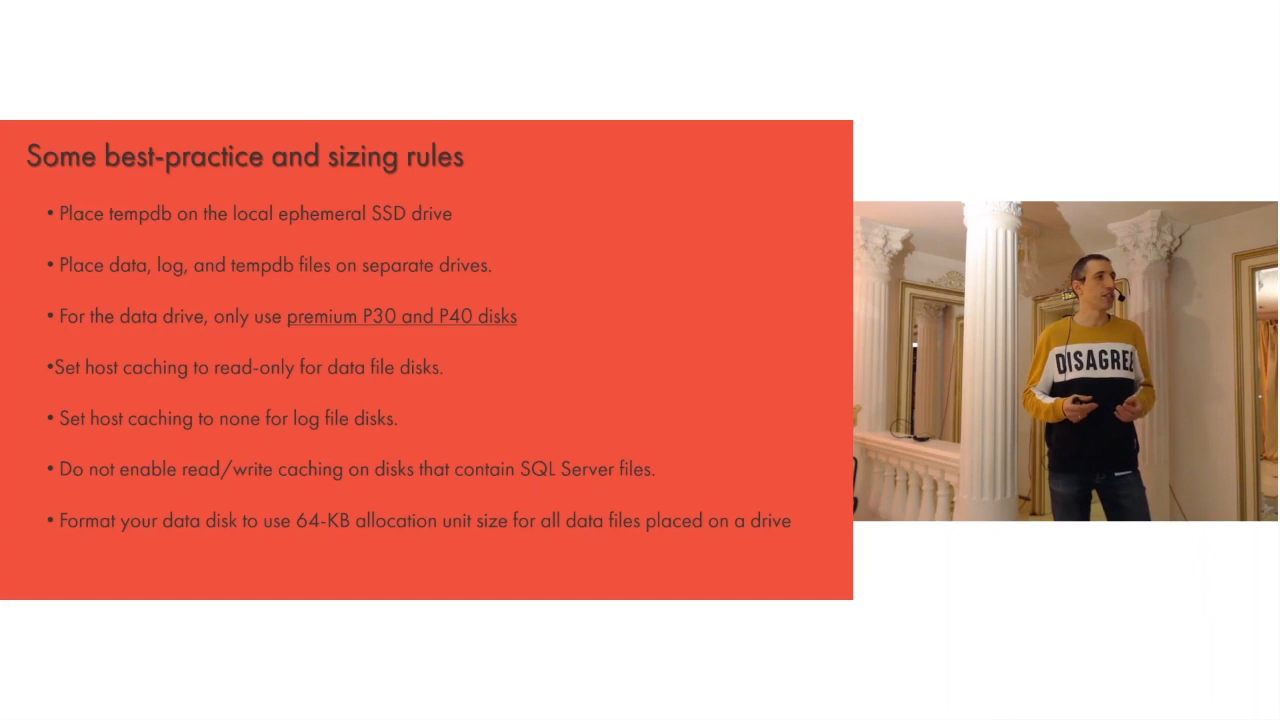 Some best-practice and sizing rules
• Place tempdb on the local ephemeral SSD drive
• Place data, log, and tempdb files on separate drives.
• For the data drive, only use premium P30 and P40 disks
•Set host caching to read-only for data file disks.
• Set host caching to none for log file disks.
• Do not enable read/write caching on disks that contain SQL Server files.
• Format your data disk to use 64-KB allocation unit size for all data files placed on a drive
DISAGREE